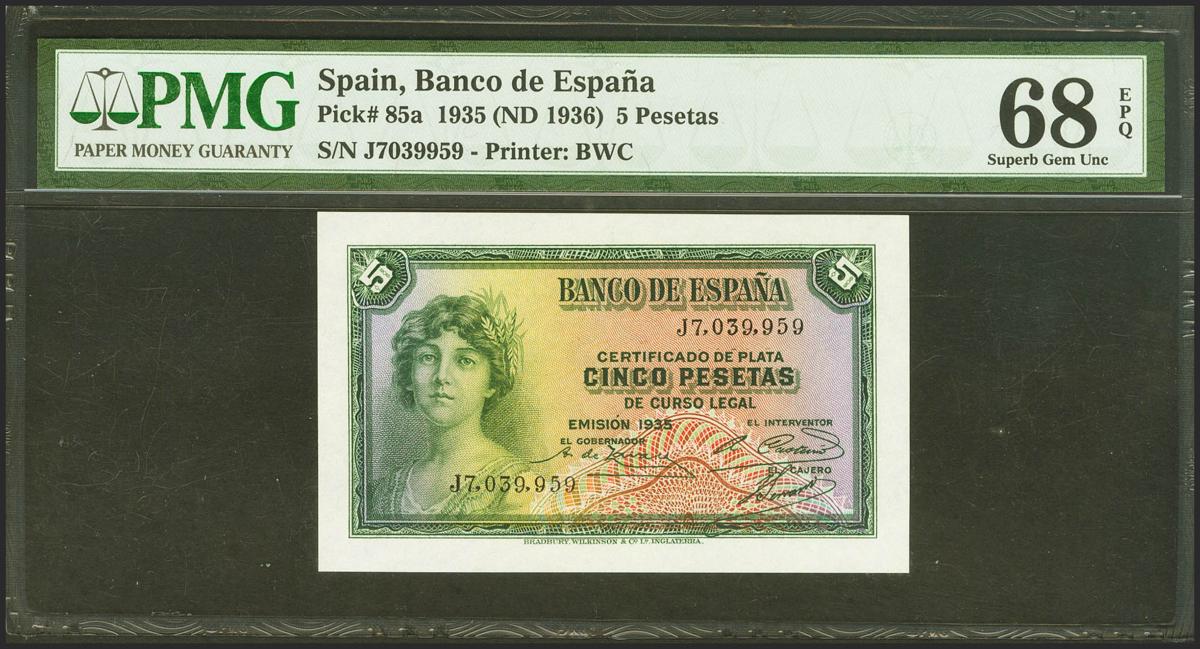 PMG
PAPER MONEY GUARANTY
Spain, Banco de España
Pick# 85a 1935 (ND 1936) 5 Pesetas
S/N J7039959 - Printer: BWC
68
EPQ
Superb Gem Unc
5
5
BANCO DE ESPAÑA
J7,039,959
CERTIFICADO DE PLATA
CINCO PESETAS
DE CURSO LEGAL
EMISIÓN 1935
EL INTERVENTOR
EL GOBERNADOR
EL CAJERO
J7,039,959
BRADBURY, WILKINSON & Cº Lᴰ. INGLATERRA.